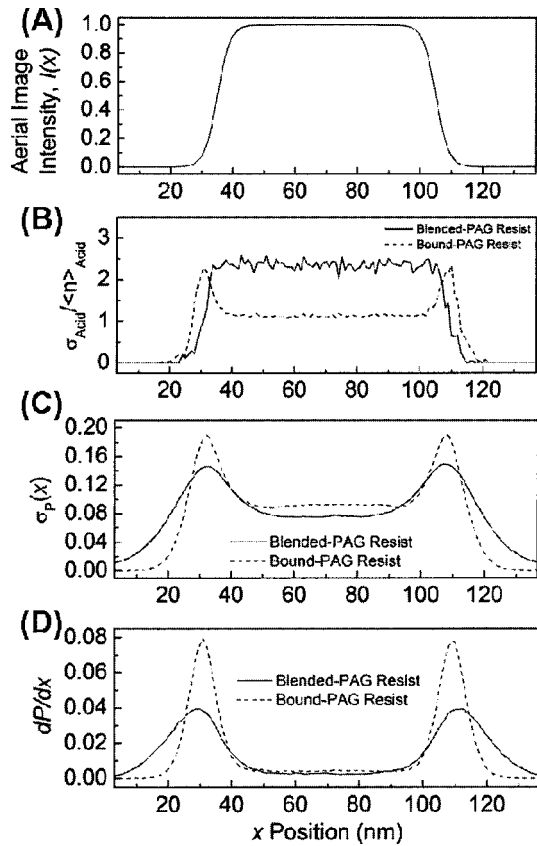 (A)
Aerial Image
Intensity, I(x)
1.0
0.8
0.6
0.4
0.2
0.0
20 40 60 80 100 120
(B)
σAcid/<n>Acid
3
2
1
0
Blended-PAG Resist
Bound-PAG Resist
20 40 60 80 100 120
(C)
σP(x)
0.20
0.16
0.12
0.08
0.04
0.00
Blended-PAG Resist
Bound-PAG Resist
20 40 60 80 100 120
(D)
dP/dx
0.08
0.06
0.04
0.02
0.00
Blended-PAG Resist
Bound-PAG Resist
20 40 60 80 100 120
x Position (nm)